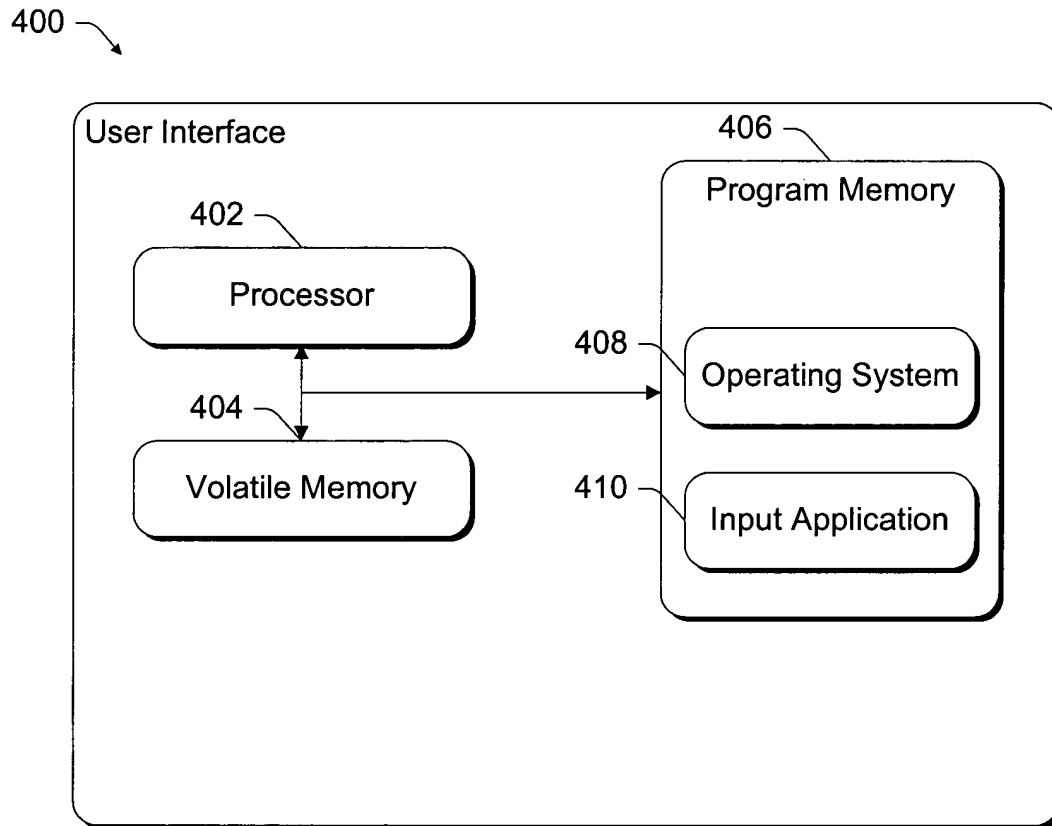 400
User Interface
406
Program Memory
402
Processor
408
Operating System
404
Volatile Memory
410
Input Application